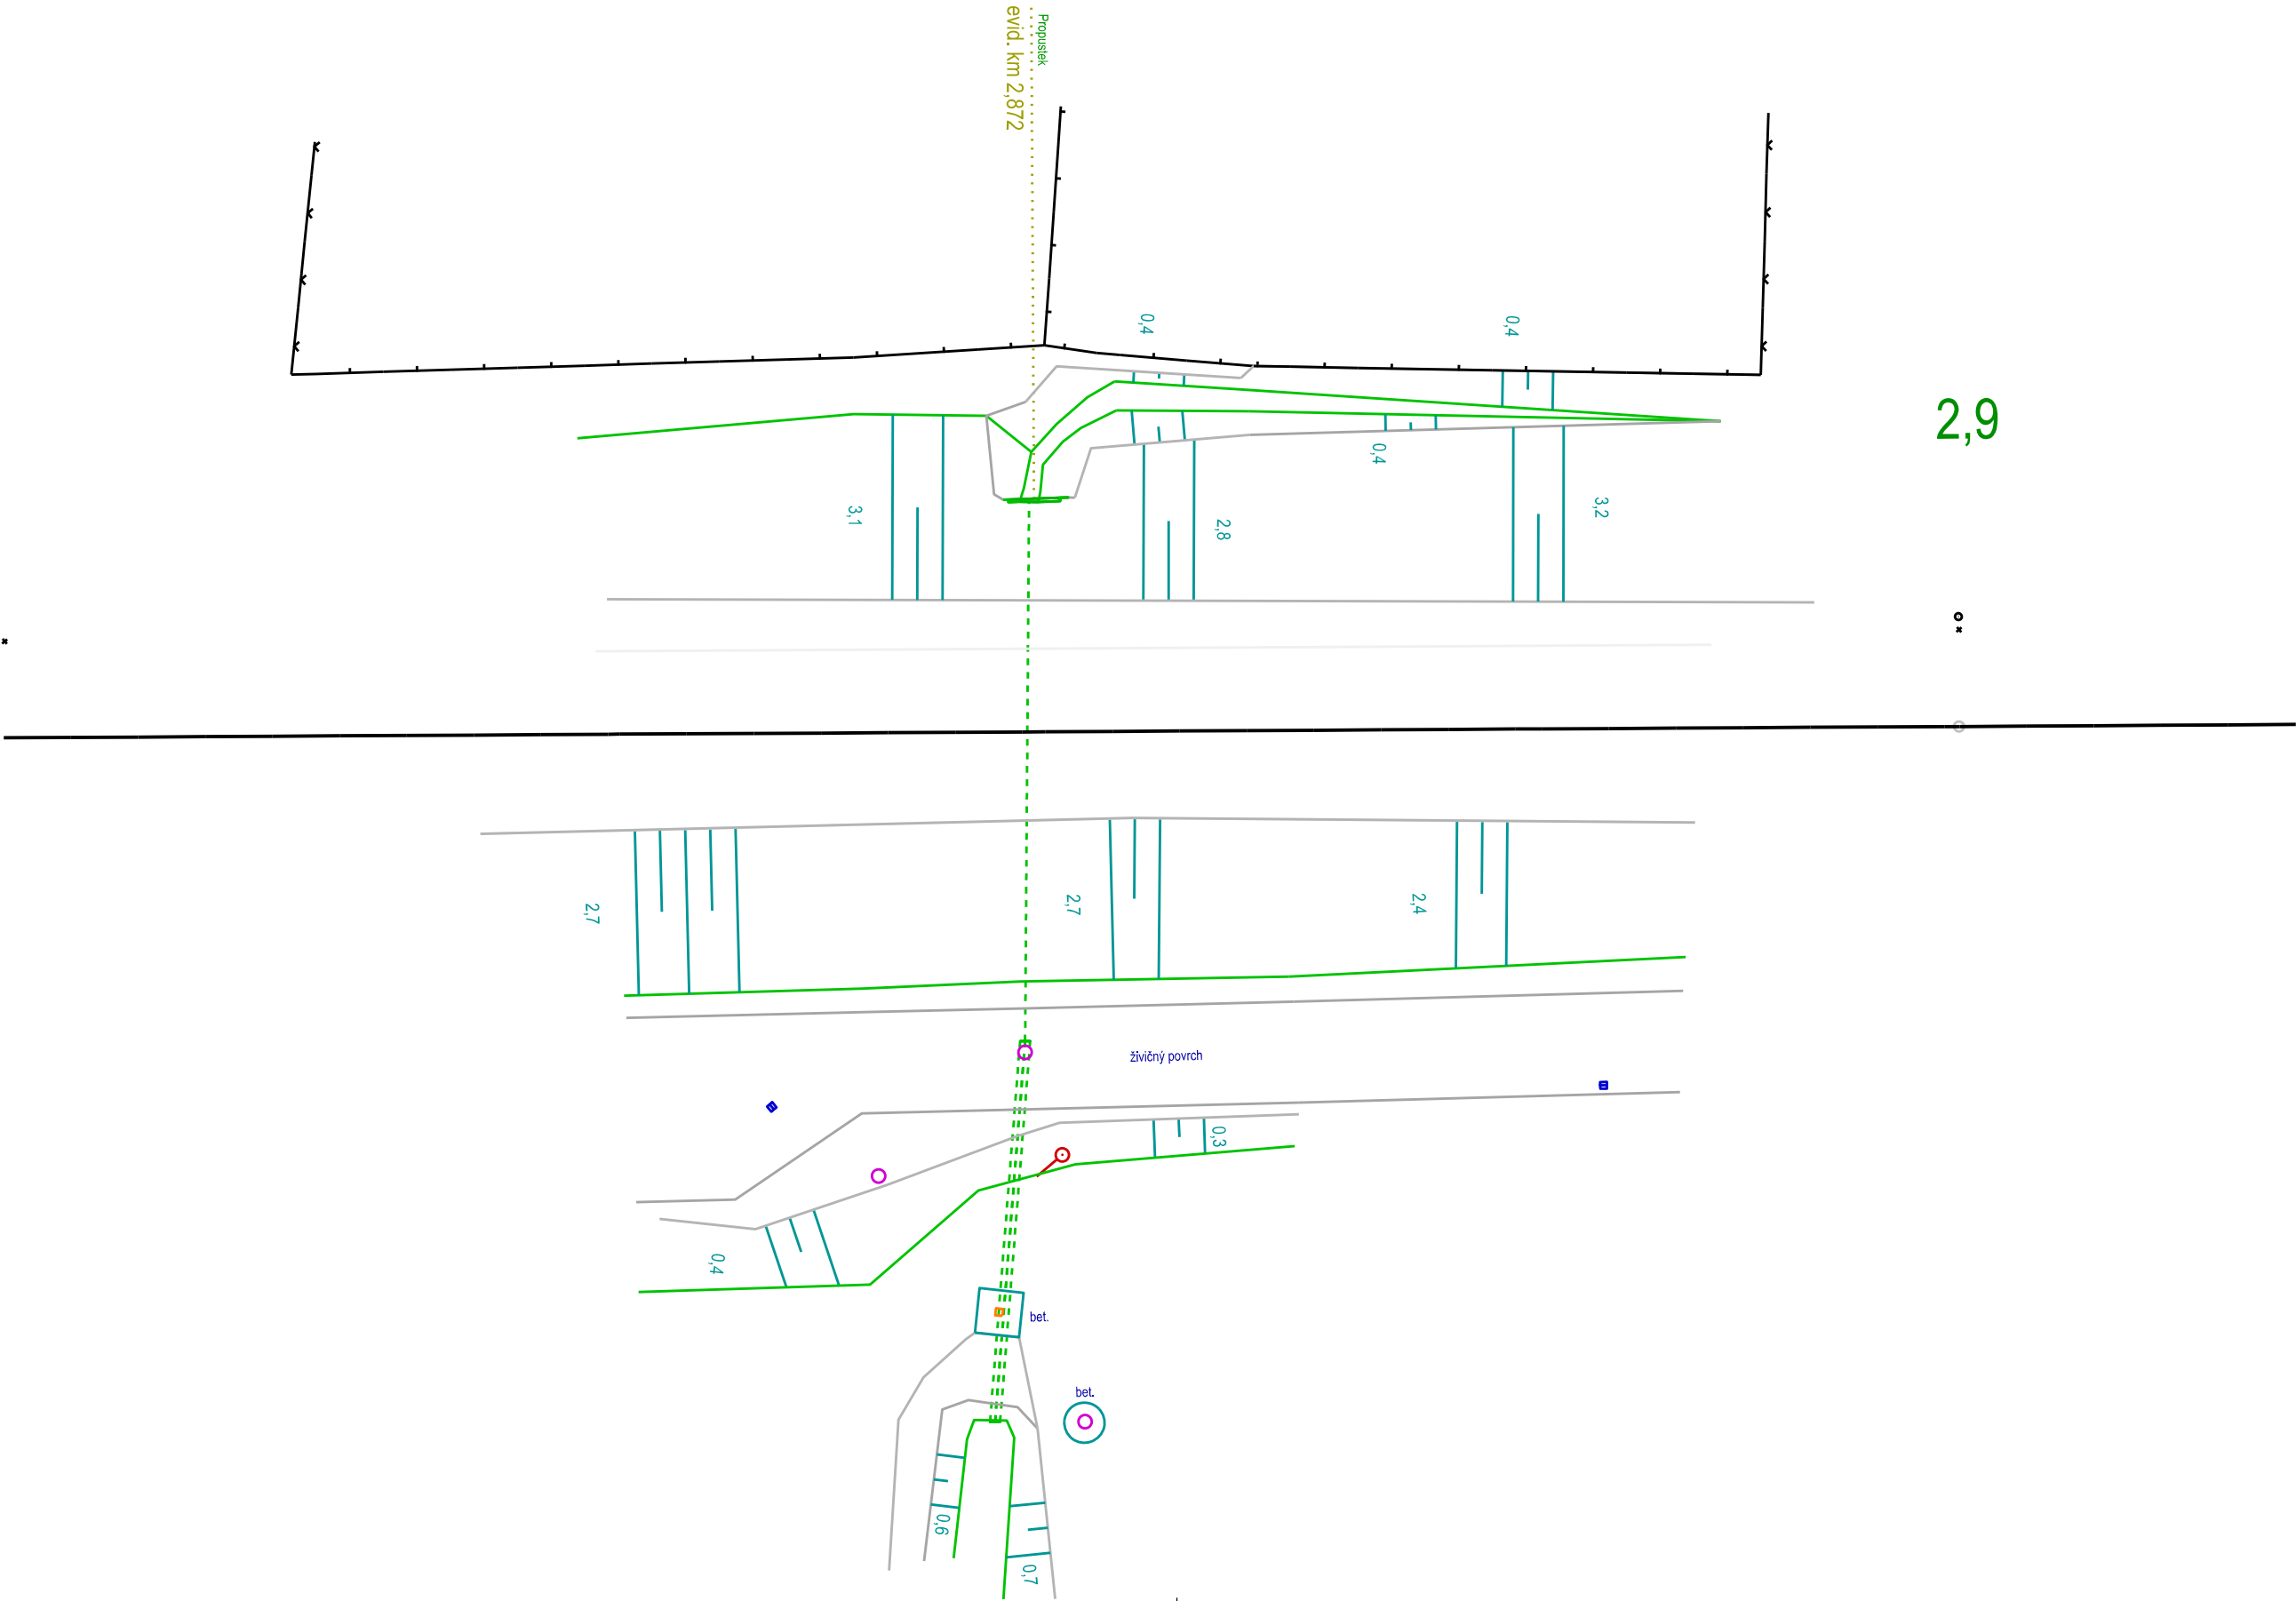 evid. km 2,872
Propustek
0,4
0,4
2,9
0,4
3,1
2,8
3,2
2,7
2,7
2,4
živičný povrch
0,3
0,4
bet.
bet.
0,6
0,7